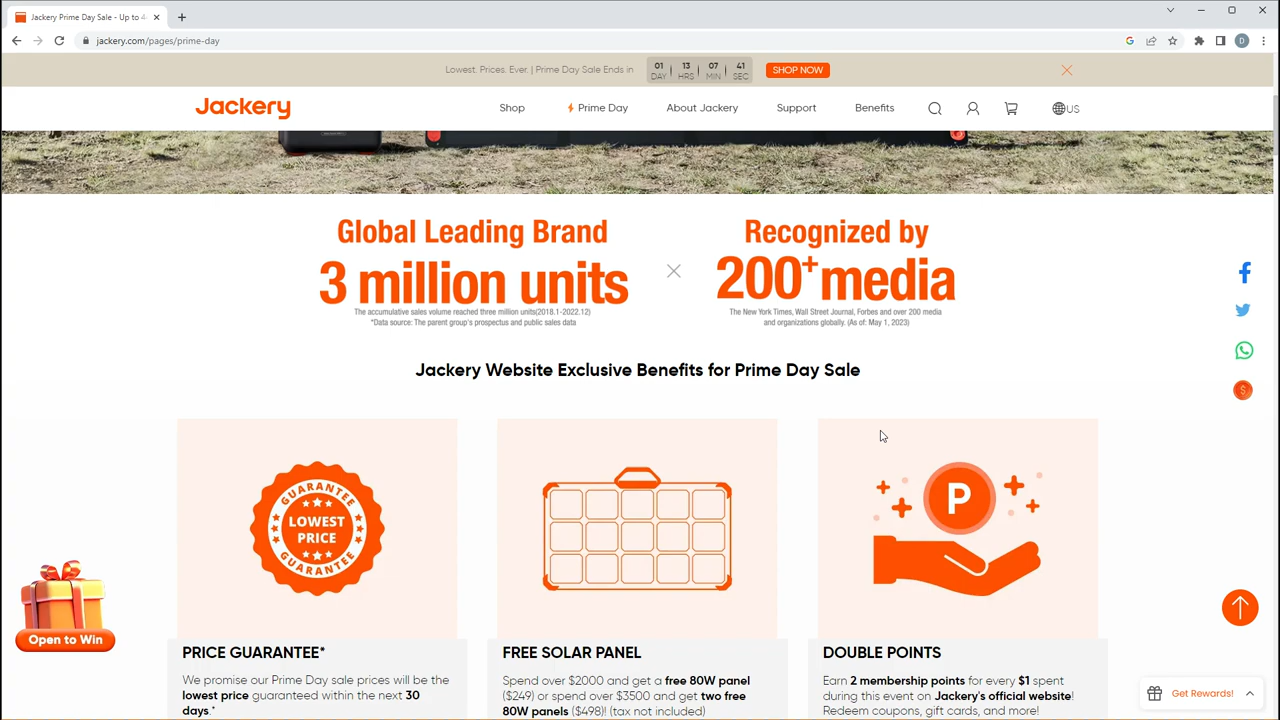 Jackery Prime Day Sale - Up to 4
jackery.com/pages/prime-day
Lowest. Prices. Ever. | Prime Day Sale Ends in
01 DAY | 13 HRS | 07 MIN | 41 SEC
SHOP NOW
Jackery
Shop
Prime Day
About Jackery
Support
Benefits
US
Global Leading Brand
3 million units
The accumulative sales volume reached three million units(2018.1-2022.12)
*Data source: The parent group's prospectus and public sales data
Recognized by
200+media
The New York Times, Wall Street Journal, Forbes and over 200 media
and organizations globally. (As of: May 1, 2023)
Jackery Website Exclusive Benefits for Prime Day Sale
GUARANTEE
LOWEST
PRICE
GUARANTEE
P
Open to Win
PRICE GUARANTEE*
We promise our Prime Day sale prices will be the
lowest price guaranteed within the next 30
days.*
FREE SOLAR PANEL
Spend over $2000 and get a free 80W panel
($249) or spend over $3500 and get two free
80W panels ($498)! (tax not included)
DOUBLE POINTS
Earn 2 membership points for every $1 spent
during this event on Jackery's official website!
Redeem coupons, gift cards, and more!
Get Rewards!